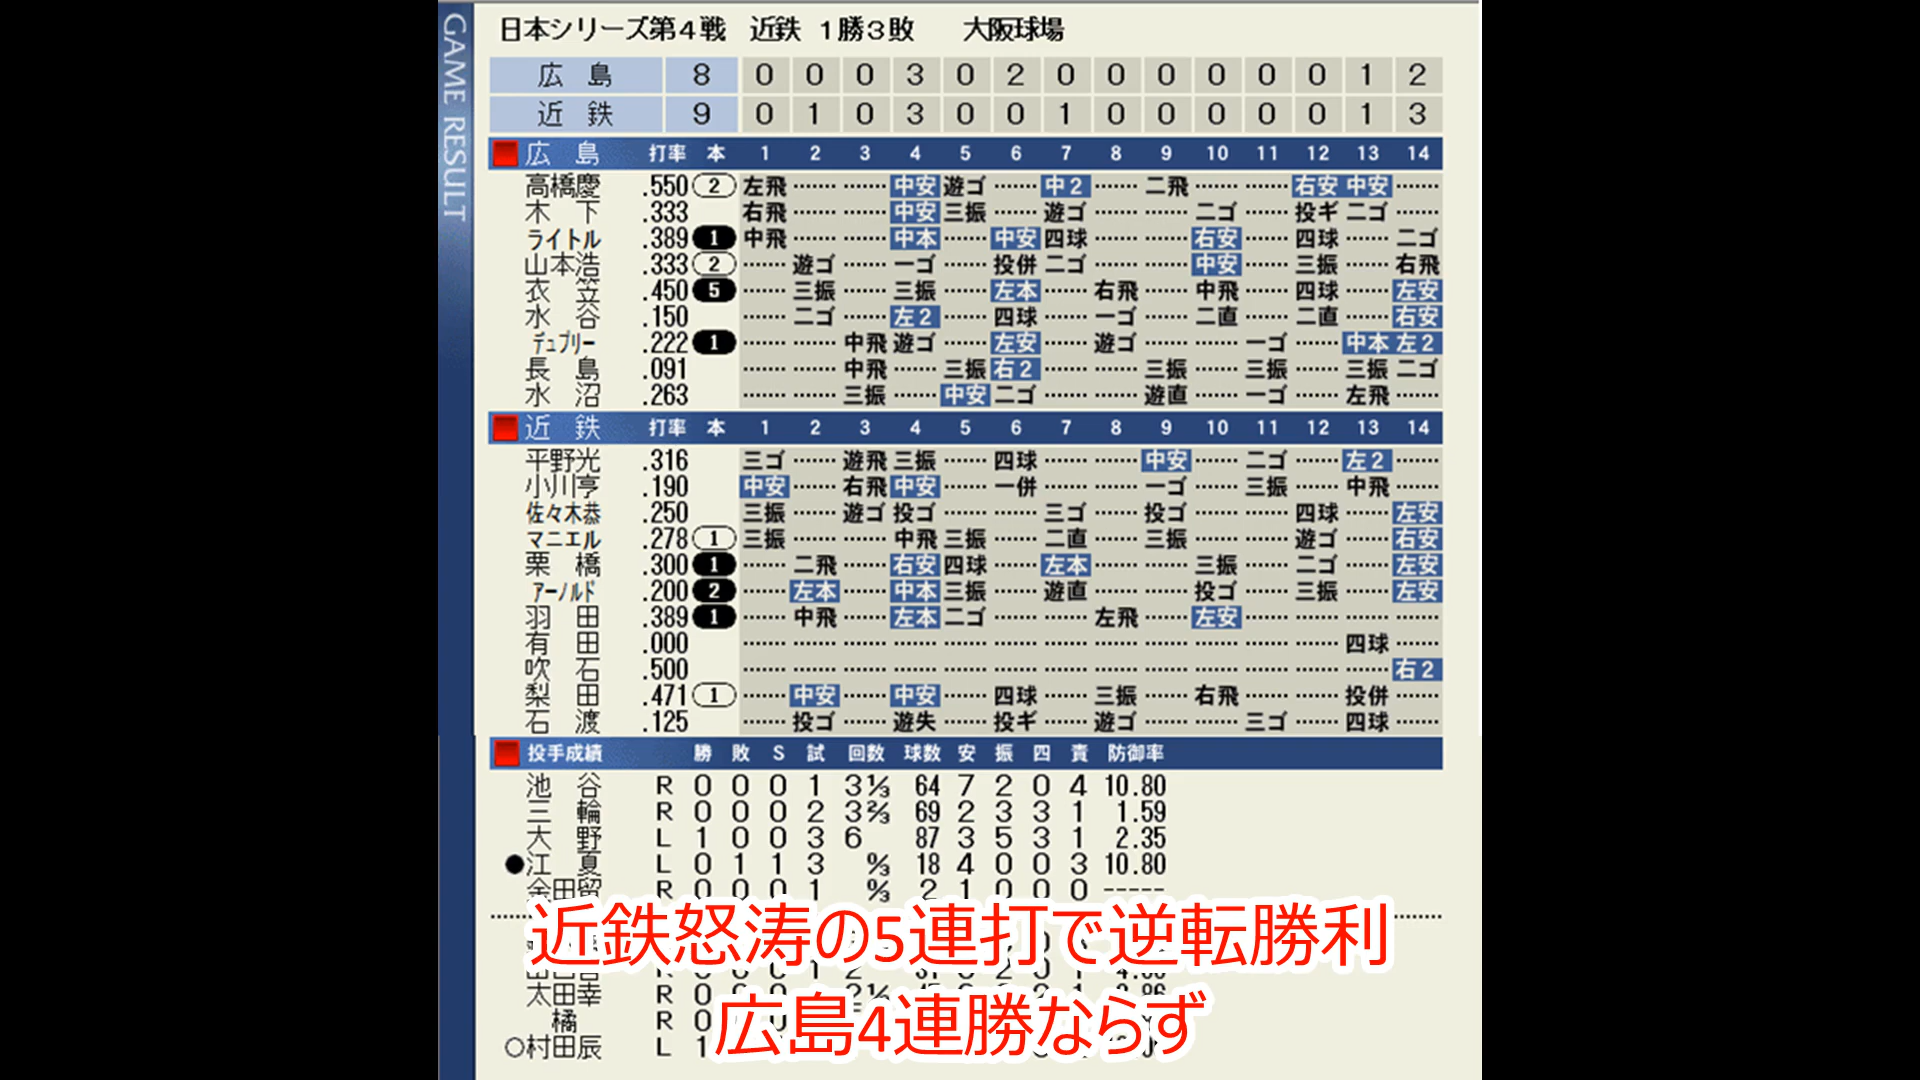 GAME RESULT
日本シリーズ第4戦 近鉄 1勝3敗 大阪球場
広島 8 0 0 0 3 0 2 0 0 0 0 0 0 1 2
近鉄 9 0 1 0 3 0 0 1 0 0 0 0 0 1 3
広島 打率 本 1 2 3 4 5 6 7 8 9 10 11 12 13 14
高橋慶 .550 2 左飛 …… …… 中安 遊ゴ …… 中2 …… 二飛 …… …… 右安 中安 ……
木下 .333 右飛 …… …… 中安 三振 …… 遊ゴ …… …… 二ゴ …… 投ギ 二ゴ ……
ライトル .389 1 中飛 …… …… 中本 …… 中安 四球 …… …… 右安 …… 四球 …… 二ゴ
山本浩 .333 2 …… 遊ゴ …… 一ゴ …… 投併 二ゴ …… …… 中安 …… 三振 …… 右飛
衣笠 .450 5 …… 三振 …… 三振 …… 左本 …… 右飛 …… 中飛 …… 四球 …… 左安
水谷 .150 …… 二ゴ …… 左2 …… 四球 …… 一ゴ …… 二直 …… 二直 …… 右安
デュプリー .222 1 …… …… 中飛 遊ゴ …… 左安 …… 遊ゴ …… …… 一ゴ …… 中本 左2
長島 .091 …… …… 中飛 …… 三振 右2 …… …… 三振 …… 三振 …… 三振 二ゴ
水沼 .263 …… …… 三振 …… 中安 二ゴ …… …… 遊直 …… 一ゴ …… 左飛 ……
近鉄 打率 本 1 2 3 4 5 6 7 8 9 10 11 12 13 14
平野光 .316 三ゴ …… 遊飛 三振 …… 四球 …… …… 中安 …… 二ゴ …… 左2 ……
小川亨 .190 中安 …… 右飛 中安 …… 一併 …… …… 一ゴ …… 三振 …… 中飛 ……
佐々木恭 .250 三振 …… 遊ゴ 投ゴ …… …… 三ゴ …… 投ゴ …… …… 四球 …… 左安
マニエル .278 1 三振 …… …… 中飛 三振 …… 二直 …… 三振 …… …… 遊ゴ …… 右安
栗橋 .300 1 …… 二飛 …… 右安 四球 …… 左本 …… …… 三振 …… 二ゴ …… 左安
アーノルド .200 2 …… 左本 …… 中本 三振 …… 遊直 …… …… 投ゴ …… 三振 …… 左安
羽田 .389 1 …… 中飛 …… 左本 二ゴ …… …… 左飛 …… 左安 …… …… …… ……
有田 .000 …… …… …… …… …… …… …… …… …… …… …… …… 四球 ……
吹石 .500 …… …… …… …… …… …… …… …… …… …… …… …… …… 右2
梨田 .471 1 …… 中安 …… 中安 …… 四球 …… 三振 …… 右飛 …… …… 投併 ……
石渡 .125 …… 投ゴ …… 遊失 …… 投ギ …… 遊ゴ …… …… 三ゴ …… 四球 ……
投手成績 勝 敗 S 試 回数 球数 安 振 四 責 防御率
池谷 R 0 0 0 1 3⅓ 64 7 2 0 4 10.80
三輪 R 0 0 0 2 3⅔ 69 2 3 3 1 1.59
大野 L 1 0 0 3 6 87 3 5 3 1 2.35
●江夏 L 0 1 1 3 0/3 18 4 0 0 3 10.80
金田留 R 0 0 0 1 0/3 2 1 0 0 0 -----
太田幸 R 0
橘 R 0
○村田辰 L 1
近鉄怒涛の5連打で逆転勝利
広島4連勝ならず